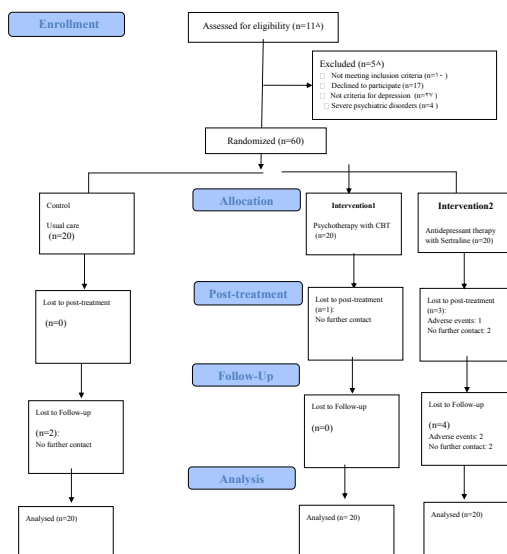 Enrollment
Assessed for eligibility (n=11۸)
Excluded (n=5۸)
Not meeting inclusion criteria (n=۱۰)
Declined to participate (n=17)
Not criteria for depression (n=۲۷)
Severe psychiatric disorders (n=4)
Randomized (n=60)
Allocation
Control
Usual care
(n=20)
Intervention1
Psychotherapy with CBT
(n=20)
Intervention2
Antidepressant therapy
with Sertraline (n=20)
Post-treatment
Lost to post-treatment
(n=0)
Lost to post-treatment
(n=1):
No further contact
Lost to post-treatment
(n=3):
Adverse events: 1
No further contact: 2
Follow-Up
Lost to Follow-up
(n=2):
No further contact
Lost to Follow-up
(n=0)
Lost to Follow-up
(n=4)
Adverse events: 2
No further contact: 2
Analysis
Analysed (n=20)
Analysed (n= 20)
Analysed (n=20)